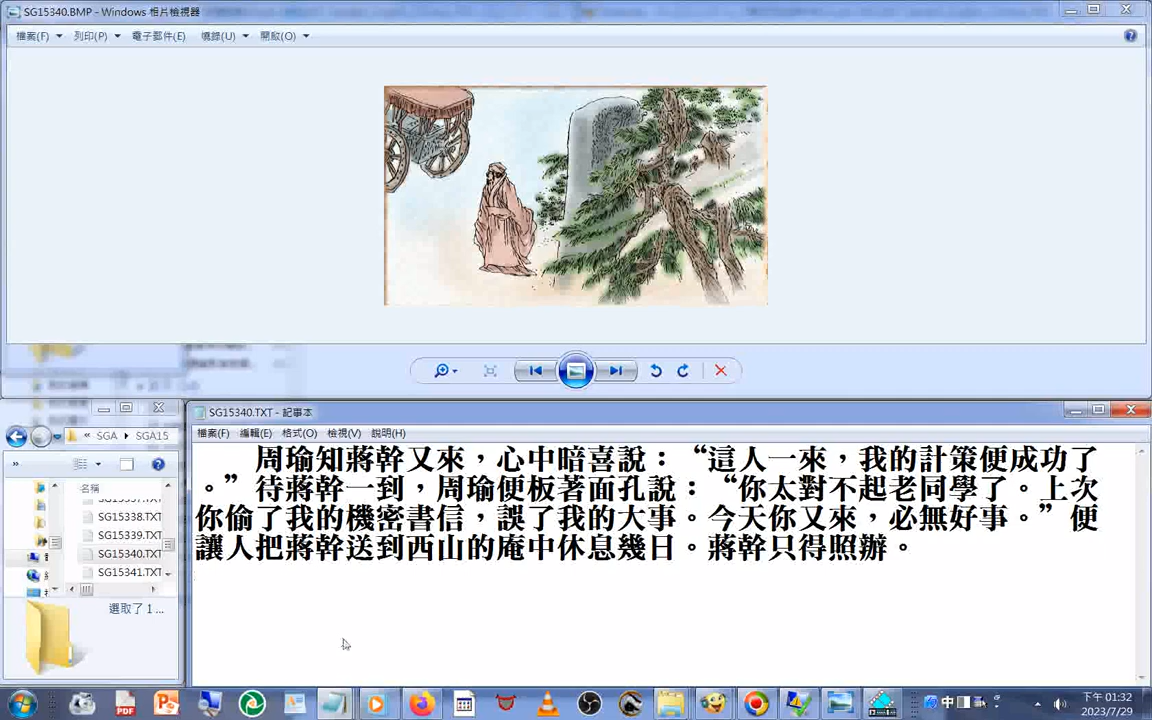 SG15340.BMP - Windows 相片檢視器
檔案(F) 列印(P) 電子郵件(E) 燒錄(U) 開啟(O)
SG15340.TXT - 記事本
檔案(F) 編輯(E) 格式(O) 檢視(V) 說明(H)
周瑜知蔣幹又來，心中暗喜說：“這人一來，我的計策便成功了
。”待蔣幹一到，周瑜便板著面孔說：“你太對不起老同學了。上次
你偷了我的機密書信，誤了我的大事。今天你又來，必無好事。”便
讓人把蔣幹送到西山的庵中休息幾日。蔣幹只得照辦。
« SGA SGA15
»
名稱
SG15338.TXT
SG15339.TXT
SG15340.TXT
SG15341.TXT
選取了 1 ...
PDF
中
下午 01:32
2023/7/29